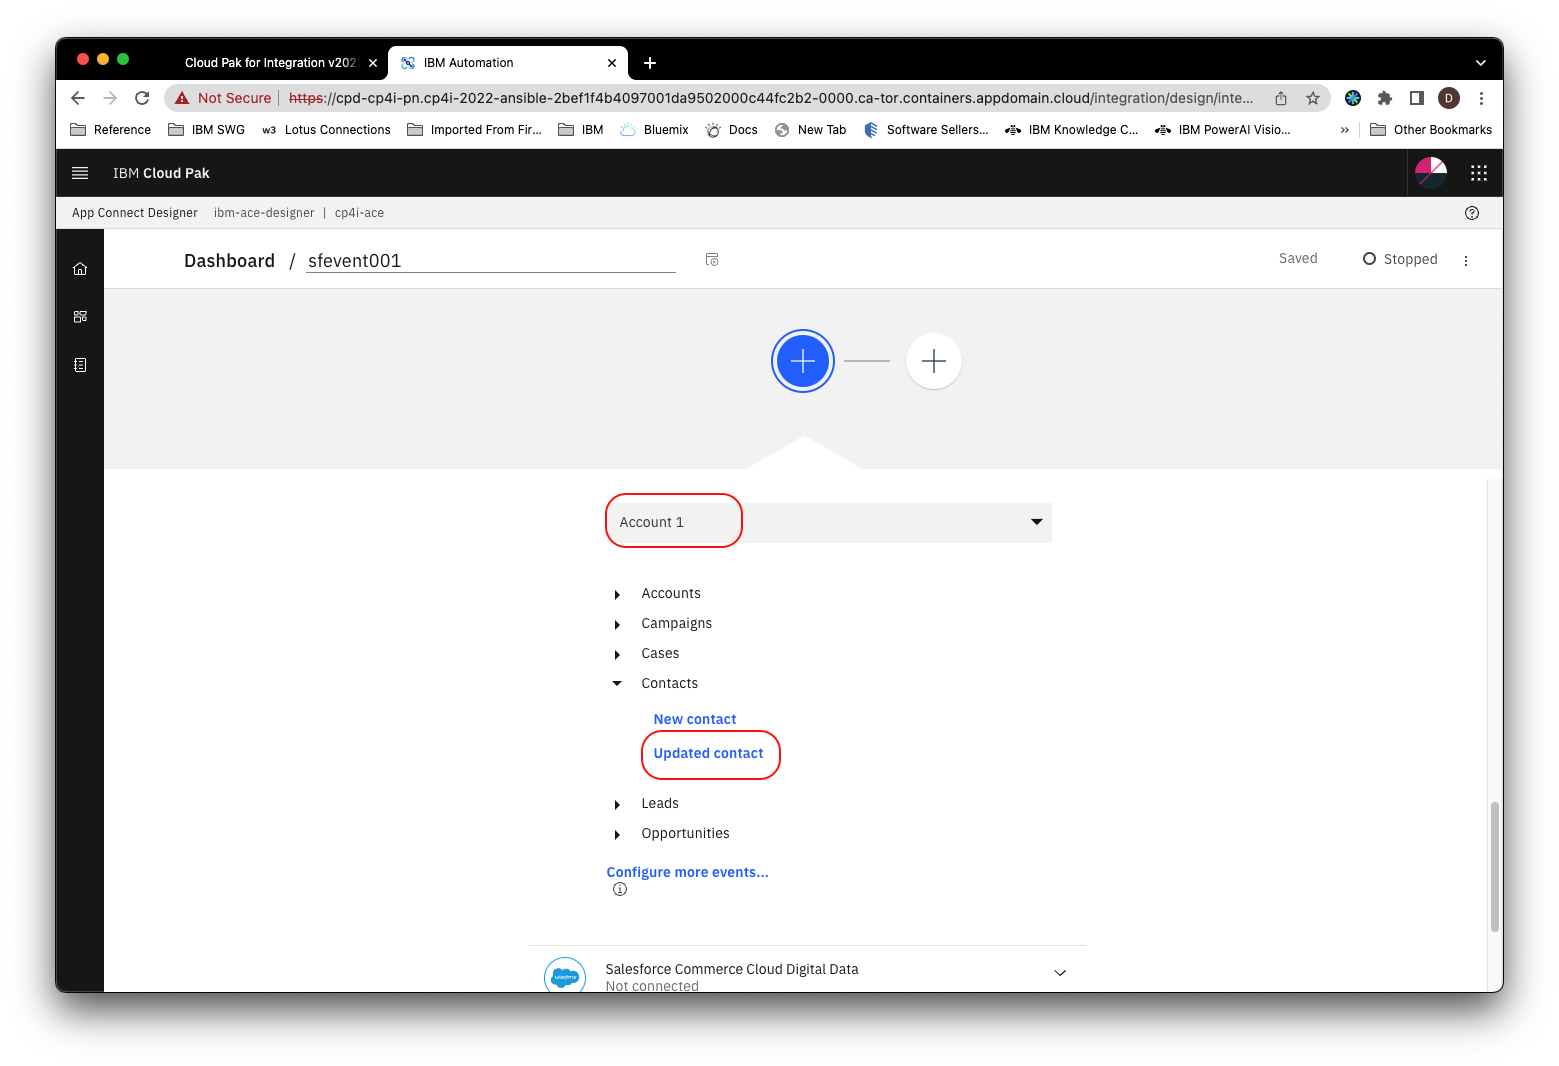 Cloud Pak for Integration v202
IBM Automation
Not Secure
https://cpd-cp4i-pn.cp4i-2022-ansible-2bef1f4b4097001da9502000c44fc2b2-0000.ca-tor.containers.appdomain.cloud/integration/design/inte...
D
Reference
IBM SWG
w3 Lotus Connections
Imported From Fir...
IBM
Bluemix
Docs
New Tab
Software Sellers...
IBM Knowledge C...
IBM PowerAI Visio...
»
Other Bookmarks
IBM Cloud Pak
App Connect Designer ibm-ace-designer | cp4i-ace
Dashboard / sfevent001
Saved
Stopped
Account 1
Accounts
Campaigns
Cases
Contacts
New contact
Updated contact
Leads
Opportunities
Configure more events...
salesforce
Salesforce Commerce Cloud Digital Data
Not connected